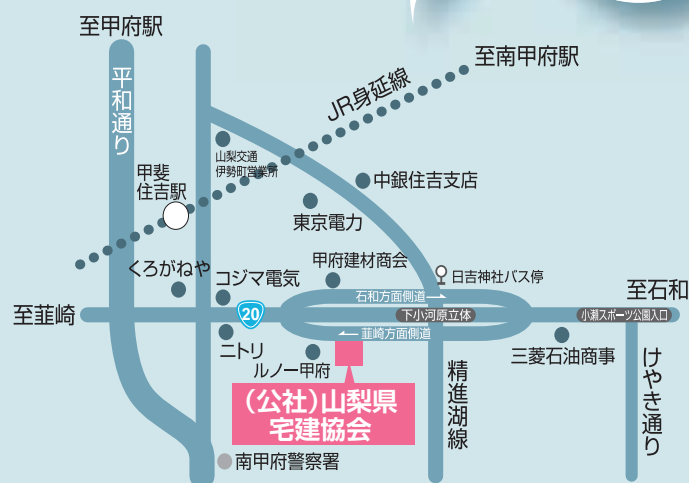 至甲府駅
平和通り
JR身延線
至南甲府駅
山梨交通
伊勢町営業所
甲斐
住吉駅
中銀住吉支店
東京電力
くろがねや
コジマ電気
甲府建材商会
日吉神社バス停
至石和
石和方面側道→
至韮崎
20
下小河原立体
小瀬スポーツ公園入口
←韮崎方面側道
ニトリ
ルノー甲府
三菱石油商事
精進湖線
けやき通り
(公社)山梨県
宅建協会
南甲府警察署